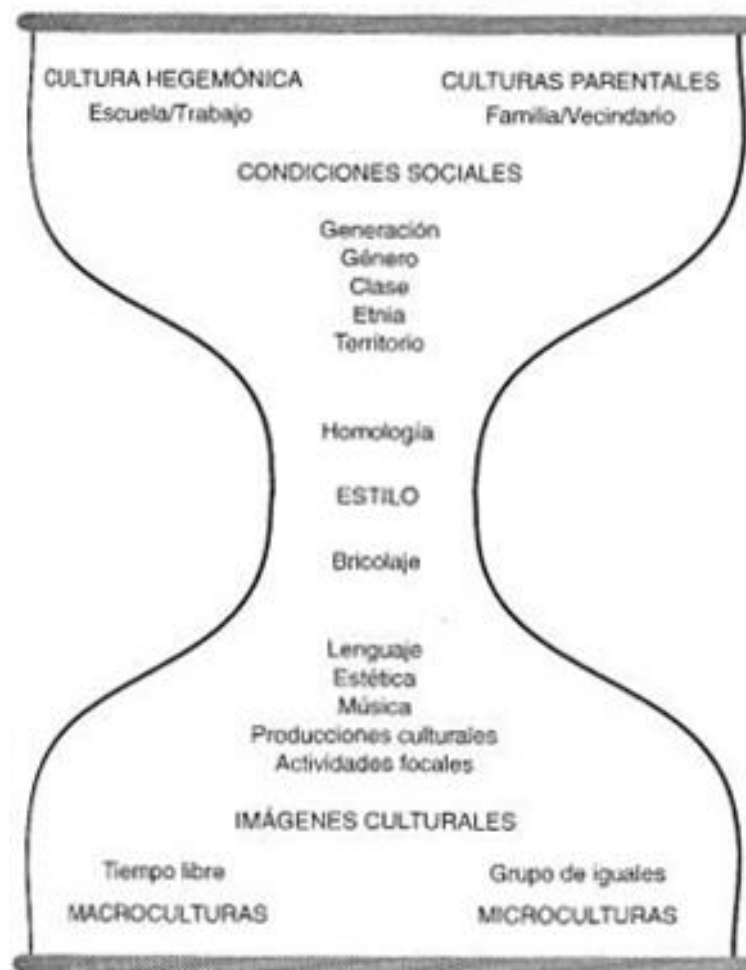 CULTURA HEGEMÓNICA
Escuela/Trabajo
CULTURAS PARENTALES
Familia/Vecindario
CONDICIONES SOCIALES
Generación
Género
Clase
Etnia
Territorio
Homología
ESTILO
Bricolaje
Lenguaje
Estética
Música
Producciones culturales
Actividades focales
IMÁGENES CULTURALES
Tiempo libre
MACROCULTURAS
Grupo de iguales
MICROCULTURAS